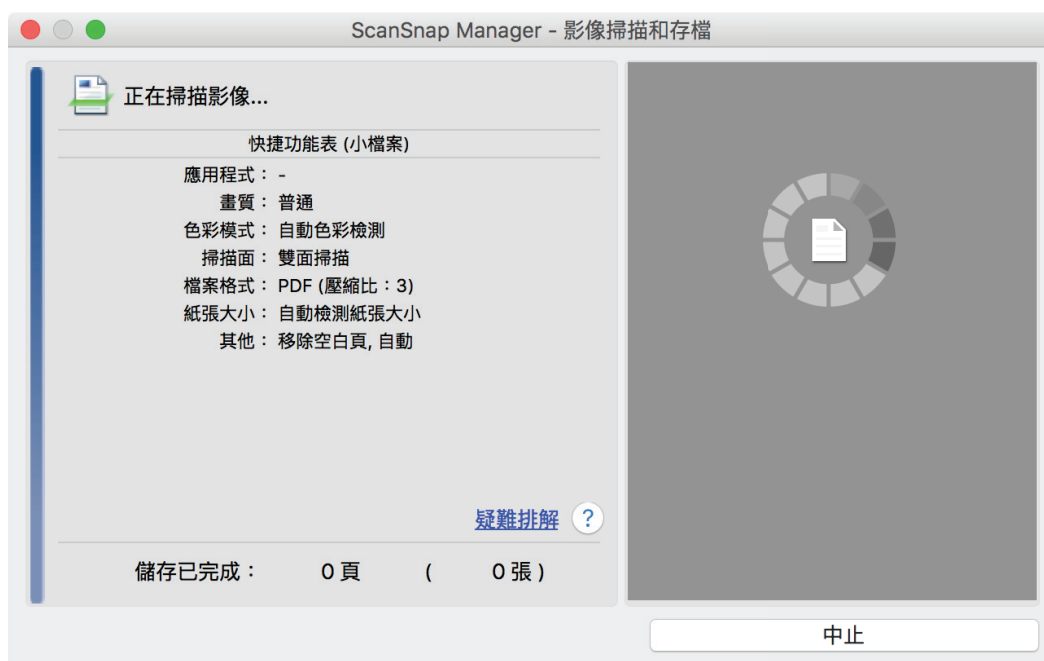 ScanSnap Manager - 影像掃描和存檔
正在掃描影像...
快捷功能表 (小檔案)
應用程式： -
畫質： 普通
色彩模式： 自動色彩檢測
掃描面： 雙面掃描
檔案格式： PDF (壓縮比：3)
紙張大小： 自動檢測紙張大小
其他： 移除空白頁, 自動
疑難排解 ?
儲存已完成： 0 頁 ( 0 張 )
中止